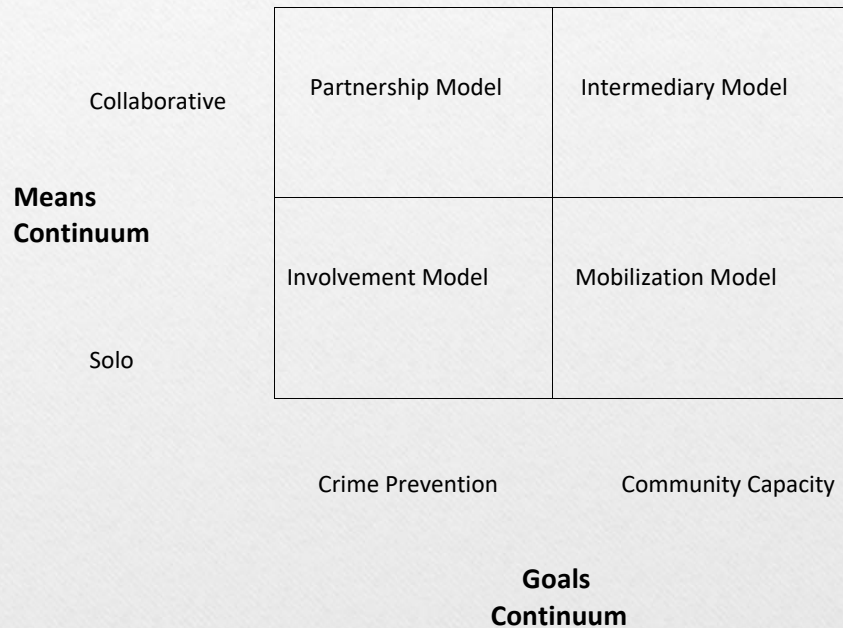 Partnership Model
Intermediary Model
Collaborative
Means
Continuum
Involvement Model
Mobilization Model
Solo
Crime Prevention
Community Capacity
Goals
Continuum